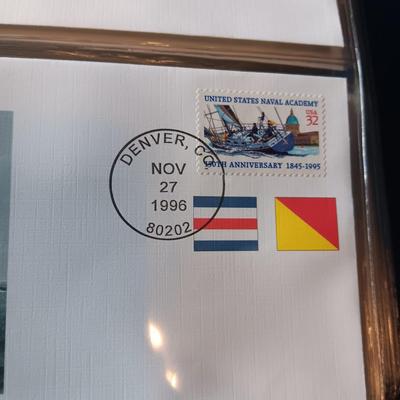 UNITED STATES NAVAL ACADEMY
USA
32
150TH ANNIVERSARY 1845-1995
DENVER, CO
NOV
27
1996
80202